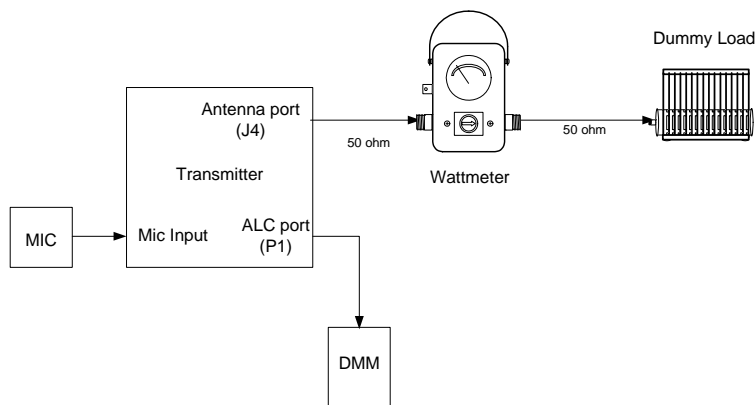 Dummy Load
Antenna port
(J4)
50 ohm
50 ohm
Transmitter
Wattmeter
MIC
Mic Input
ALC port
(P1)
DMM